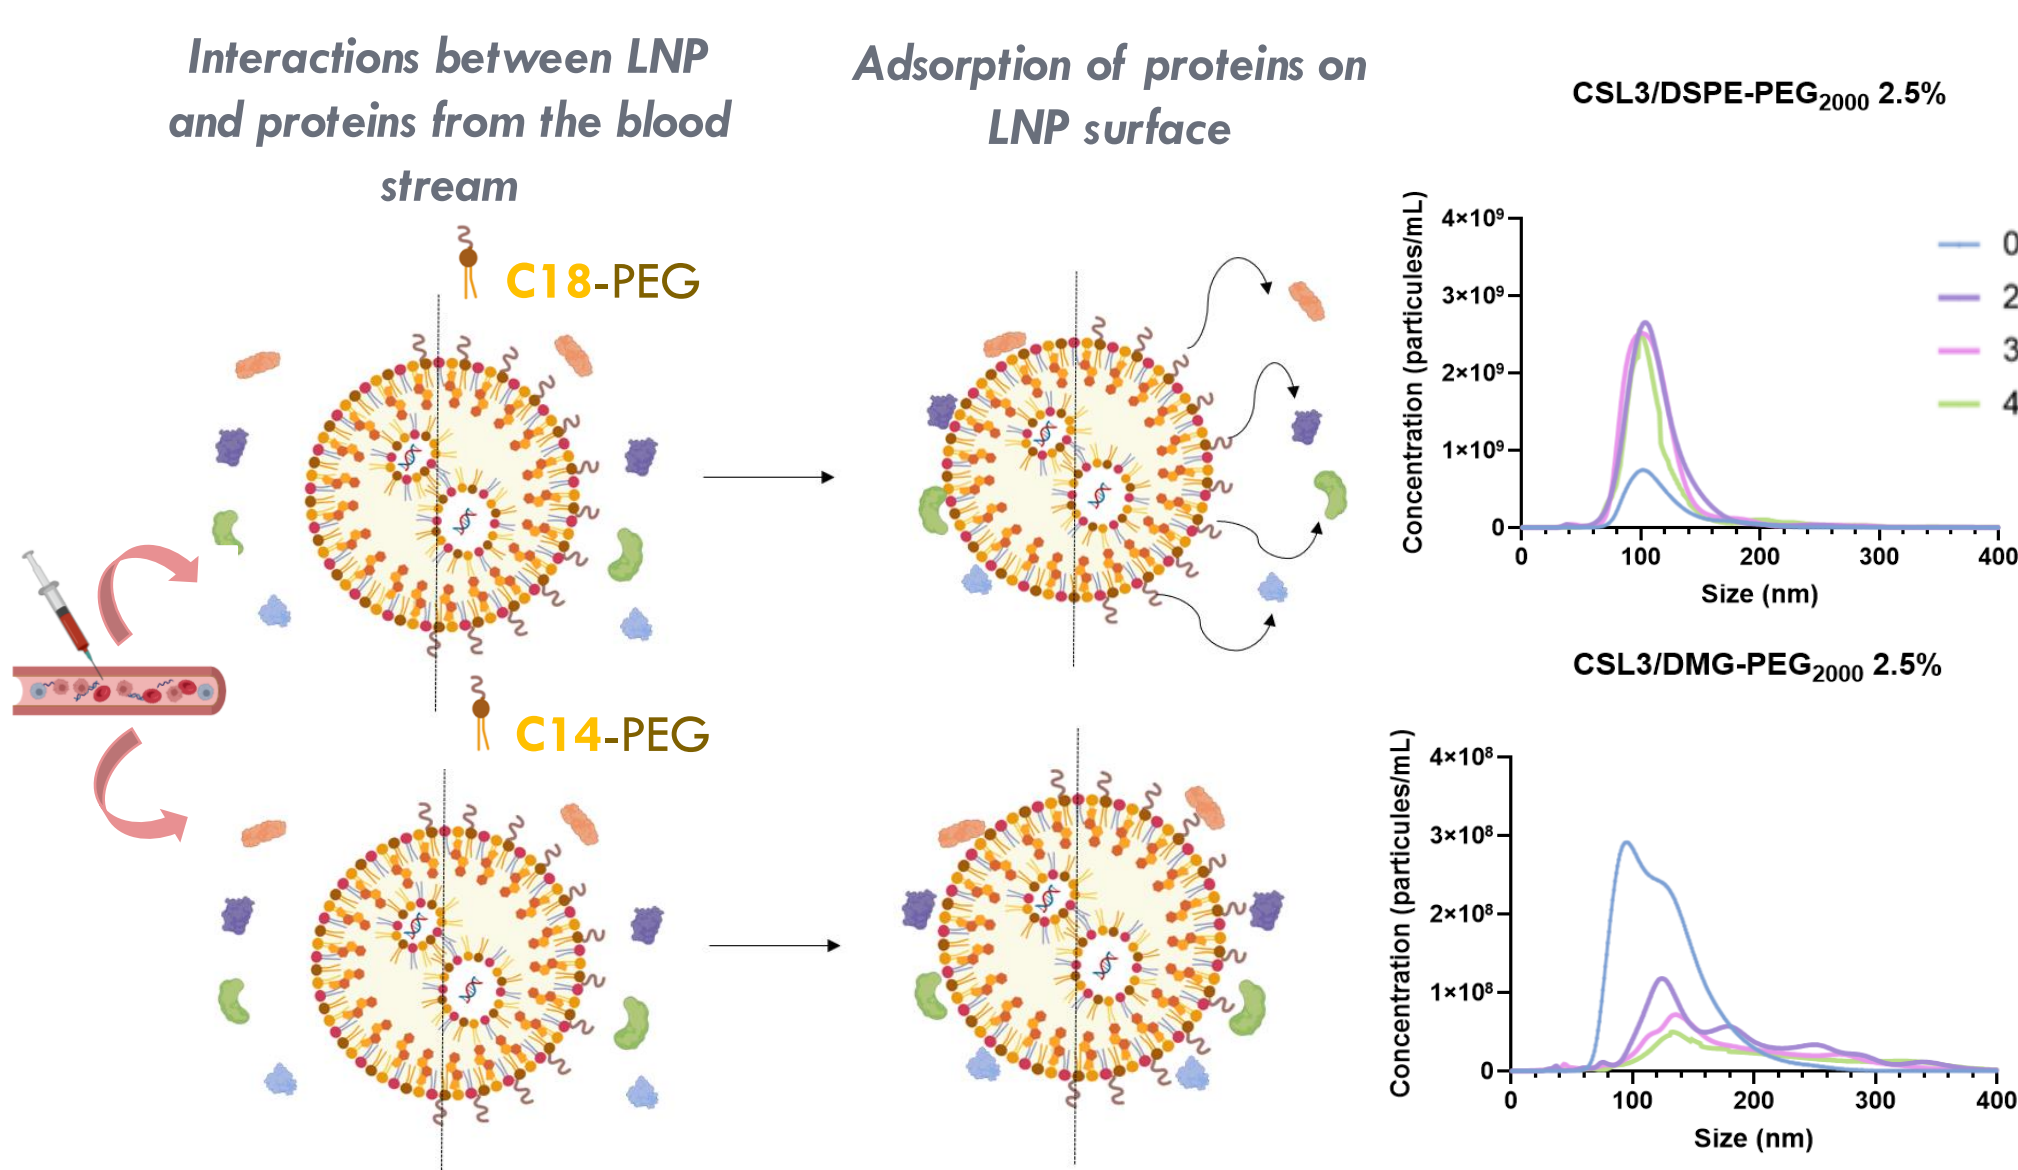 Interactions between LNP
and proteins from the blood
stream
Adsorption of proteins on
LNP surface
C18-PEG
C14-PEG
CSL3/DSPE-PEG₂₀₀₀ 2.5%
Concentration (particules/mL)
4×10⁹
3×10⁹
2×10⁹
1×10⁹
0
0 100 200 300 400
Size (nm)
0
2
3
4
CSL3/DMG-PEG₂₀₀₀ 2.5%
Concentration (particules/mL)
4×10⁸
3×10⁸
2×10⁸
1×10⁸
0
0 100 200 300 400
Size (nm)